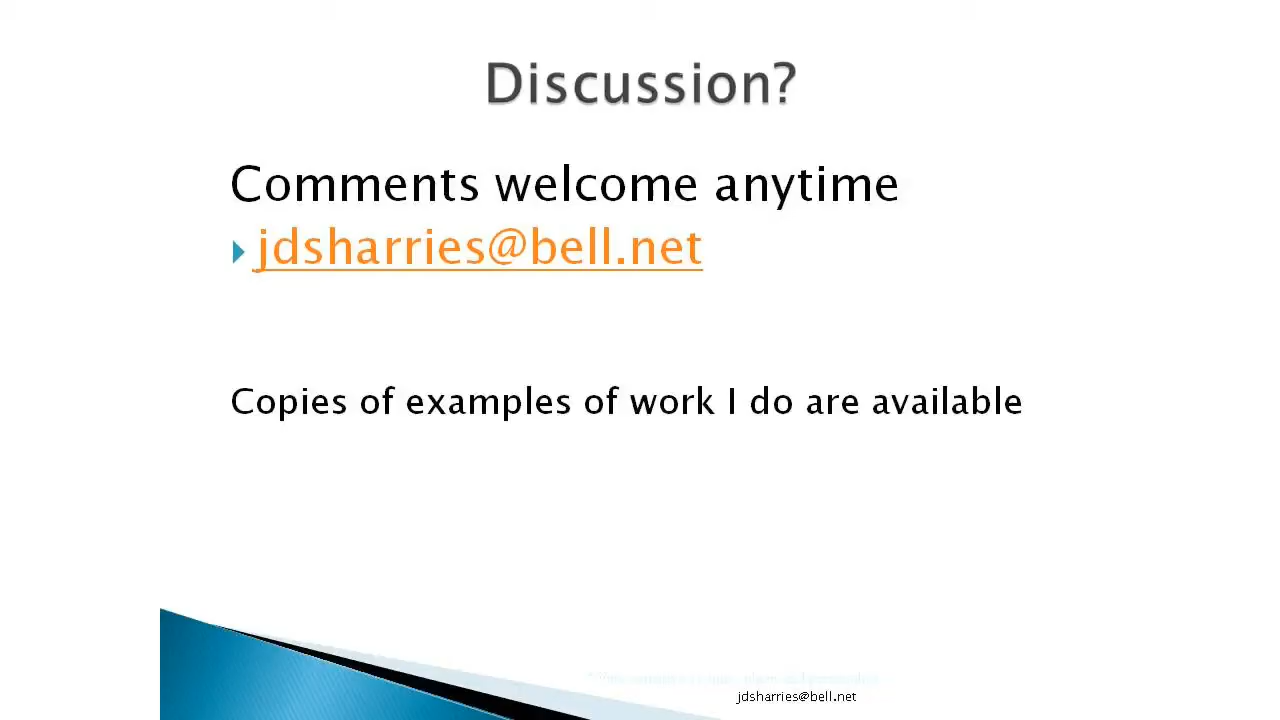 Discussion?
Comments welcome anytime
jdsharries@bell.net
Copies of examples of work I do are available
jdsharries@bell.net